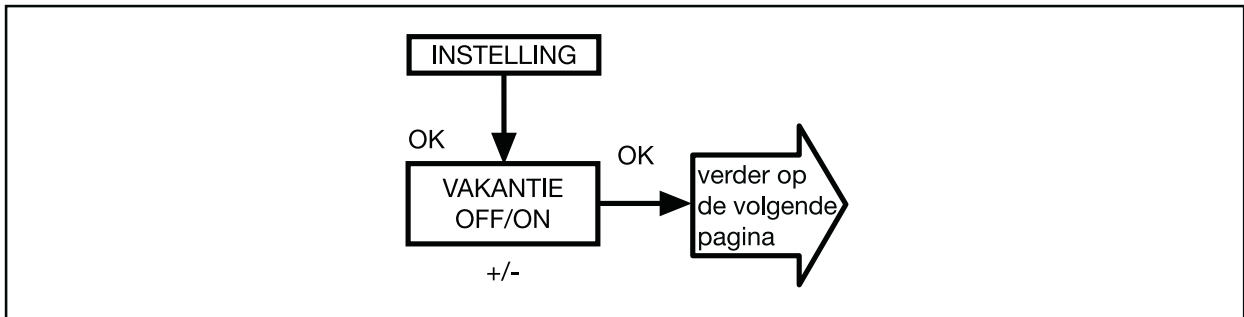 INSTELLING
OK
VAKANTIE
OFF/ON
+/-
OK
verder op
de volgende
pagina